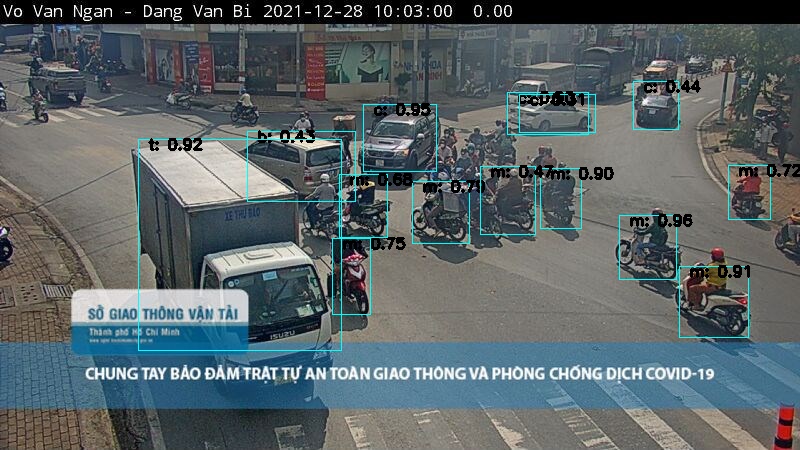 Vo Van Ngan - Dang Van Bi 2021-12-28 10:03:00 0.00
c: 0.44
c: 0.95
t: 0.92
b: 0.43
m: 0.72
m: 0.68
m: 0.71
m: 0.47
m: 0.90
XE THƯ BÁO
m: 0.96
m: 0.75
m: 0.91
SỞ GIAO THÔNG VẬN TẢI
Thành phố Hồ Chí Minh
ISUZU
CHUNG TAY BẢO ĐẢM TRẬT TỰ AN TOÀN GIAO THÔNG VÀ PHÒNG CHỐNG DỊCH COVID-19